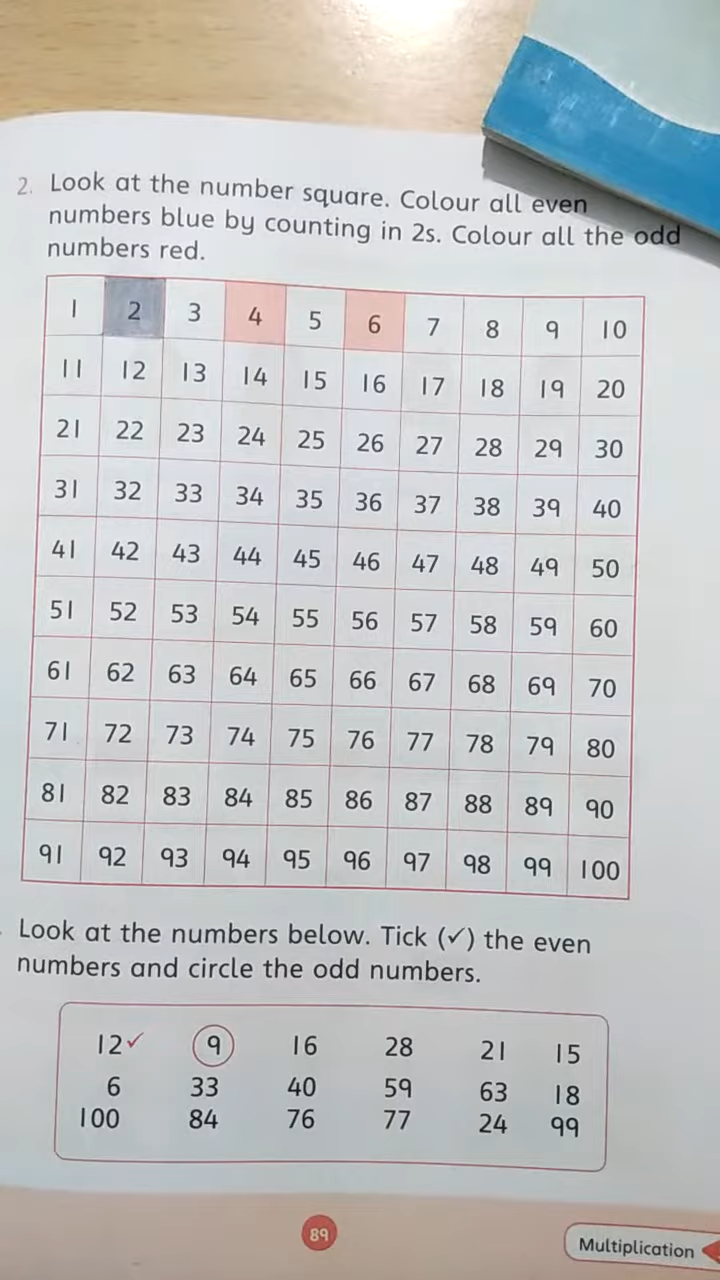 2. Look at the number square. Colour all even
numbers blue by counting in 2s. Colour all the odd
numbers red.
1 2 3 4 5 6 7 8 9 10
11 12 13 14 15 16 17 18 19 20
21 22 23 24 25 26 27 28 29 30
31 32 33 34 35 36 37 38 39 40
41 42 43 44 45 46 47 48 49 50
51 52 53 54 55 56 57 58 59 60
61 62 63 64 65 66 67 68 69 70
71 72 73 74 75 76 77 78 79 80
81 82 83 84 85 86 87 88 89 90
91 92 93 94 95 96 97 98 99 100
Look at the numbers below. Tick (✓) the even
numbers and circle the odd numbers.
12✓ 9 16 28 21 15
6 33 40 59 63 18
100 84 76 77 24 99
89
Multiplication